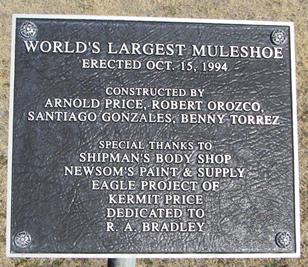 WORLD'S LARGEST MULESHOE
ERECTED OCT. 15, 1994
CONSTRUCTED BY
ARNOLD PRICE, ROBERT OROZCO,
SANTIAGO GONZALES, BENNY TORREZ
SPECIAL THANKS TO
SHIPMAN'S BODY SHOP
NEWSOM'S PAINT & SUPPLY
EAGLE PROJECT OF
KERMIT PRICE
DEDICATED TO
R. A. BRADLEY